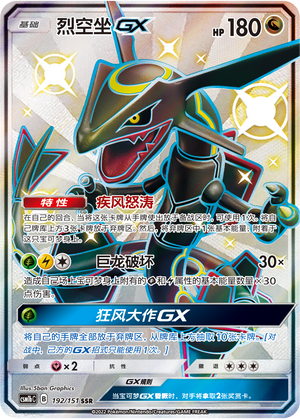 基础 烈空坐GX HP 180
特性 疾风怒涛
在自己的回合，当将这张卡牌从手牌使出放于备战区时，可使用1次。将自
己牌库上方3张卡牌放于弃牌区。然后，将弃牌区中1张基本能量，附着于
这只宝可梦身上。
巨龙破坏 30×
造成自己场上宝可梦身上附有的和属性的基本能量数量×30
点伤害。
狂风大作GX
将自己的手牌全部放于弃牌区，从牌库上方抽取10张卡牌。[对
战中，己方的GX招式只能使用1次。]
×2
GX规则
当宝可梦GX昏厥时，对手将拿取2张奖赏卡。
Illus. 5ban Graphics
csm1bC B 192/151 SSR
©2022 Pokémon/Nintendo/Creatures/GAME FREAK